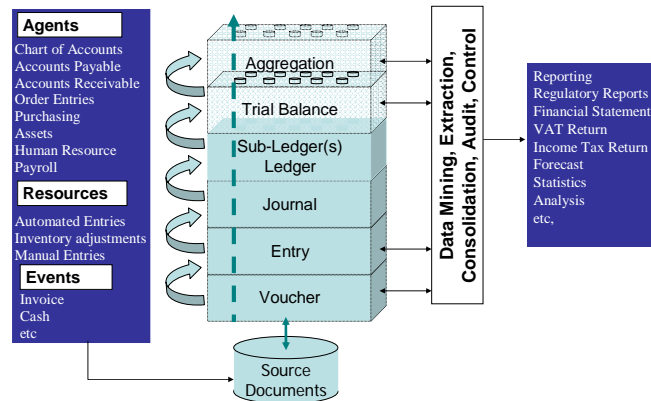 Agents
Chart of Accounts
Accounts Payable
Accounts Receivable
Order Entries
Purchasing
Assets
Human Resource
Payroll
Resources
Automated Entries
Inventory adjustments
Manual Entries
Events
Invoice
Cash
etc
Aggregation
Trial Balance
Sub-Ledger(s)
Ledger
Journal
Entry
Voucher
Source
Documents
Data Mining, Extraction,
Consolidation, Audit, Control
Reporting
Regulatory Reports
Financial Statement
VAT Return
Income Tax Return
Forecast
Statistics
Analysis
etc,